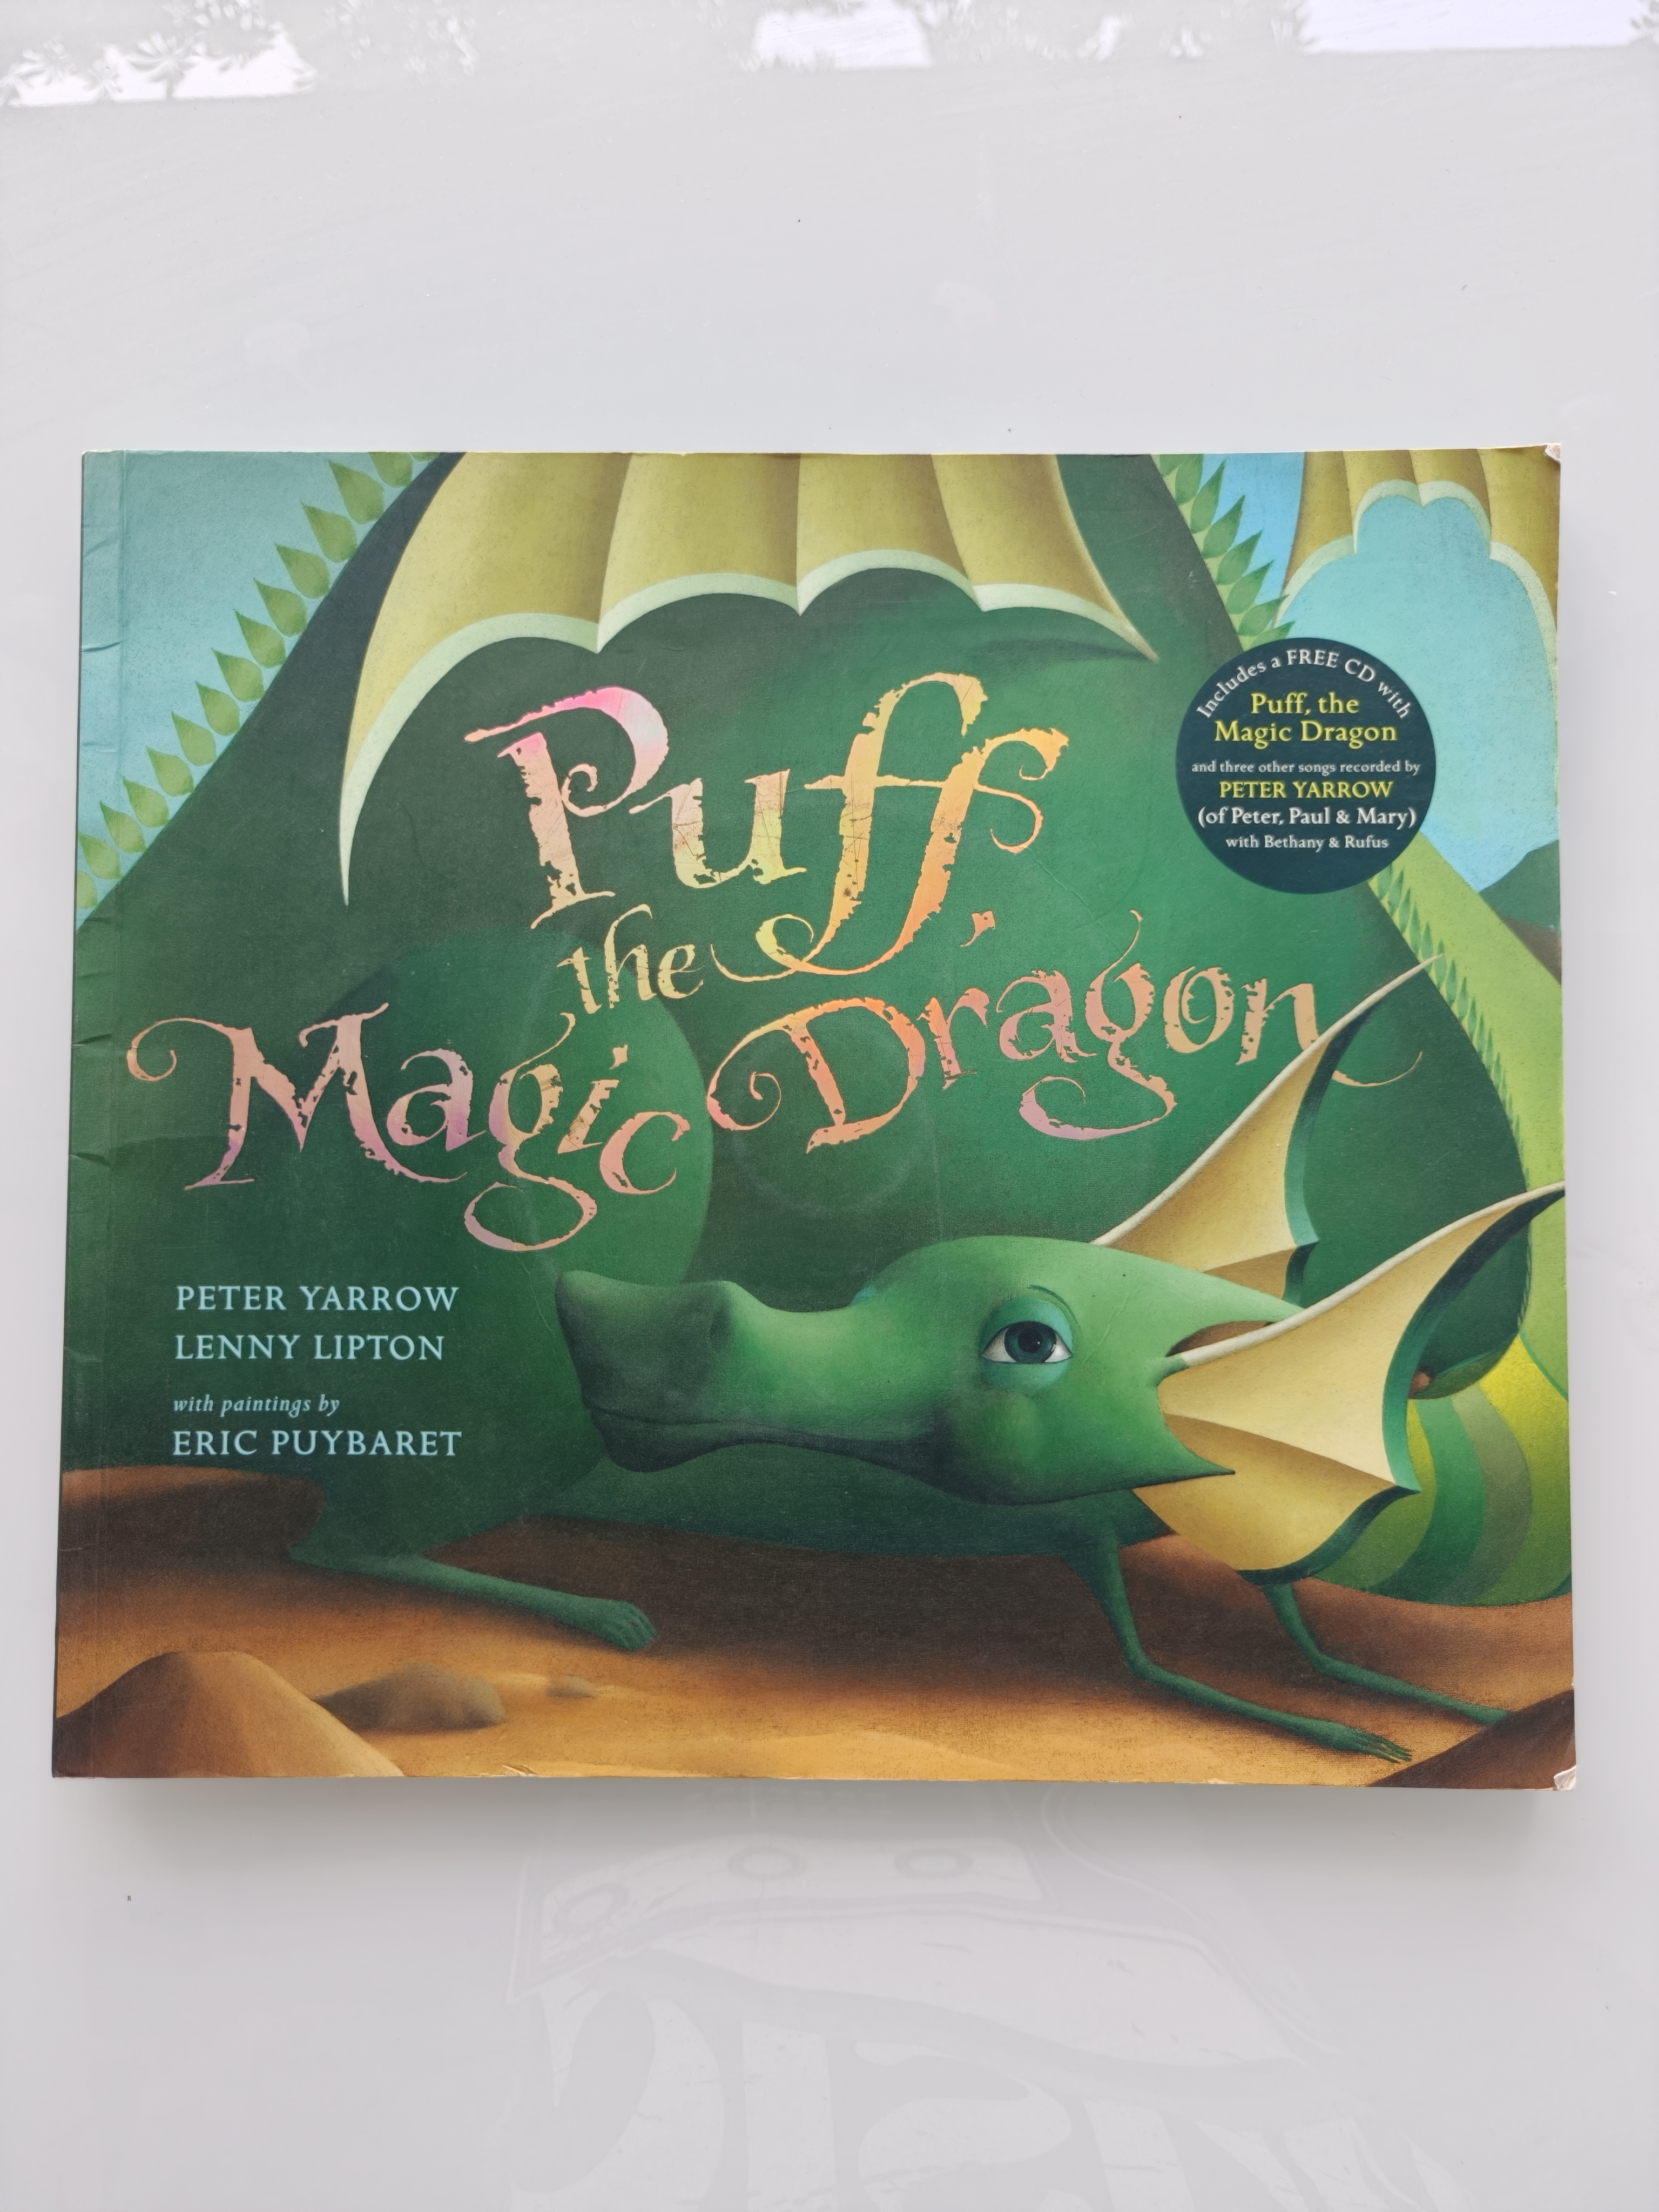 Puff,
the
Magic Dragon
Includes a FREE CD with
Puff, the
Magic Dragon
and three other songs recorded by
PETER YARROW
(of Peter, Paul & Mary)
with Bethany & Rufus
PETER YARROW
LENNY LIPTON
with paintings by
ERIC PUYBARET